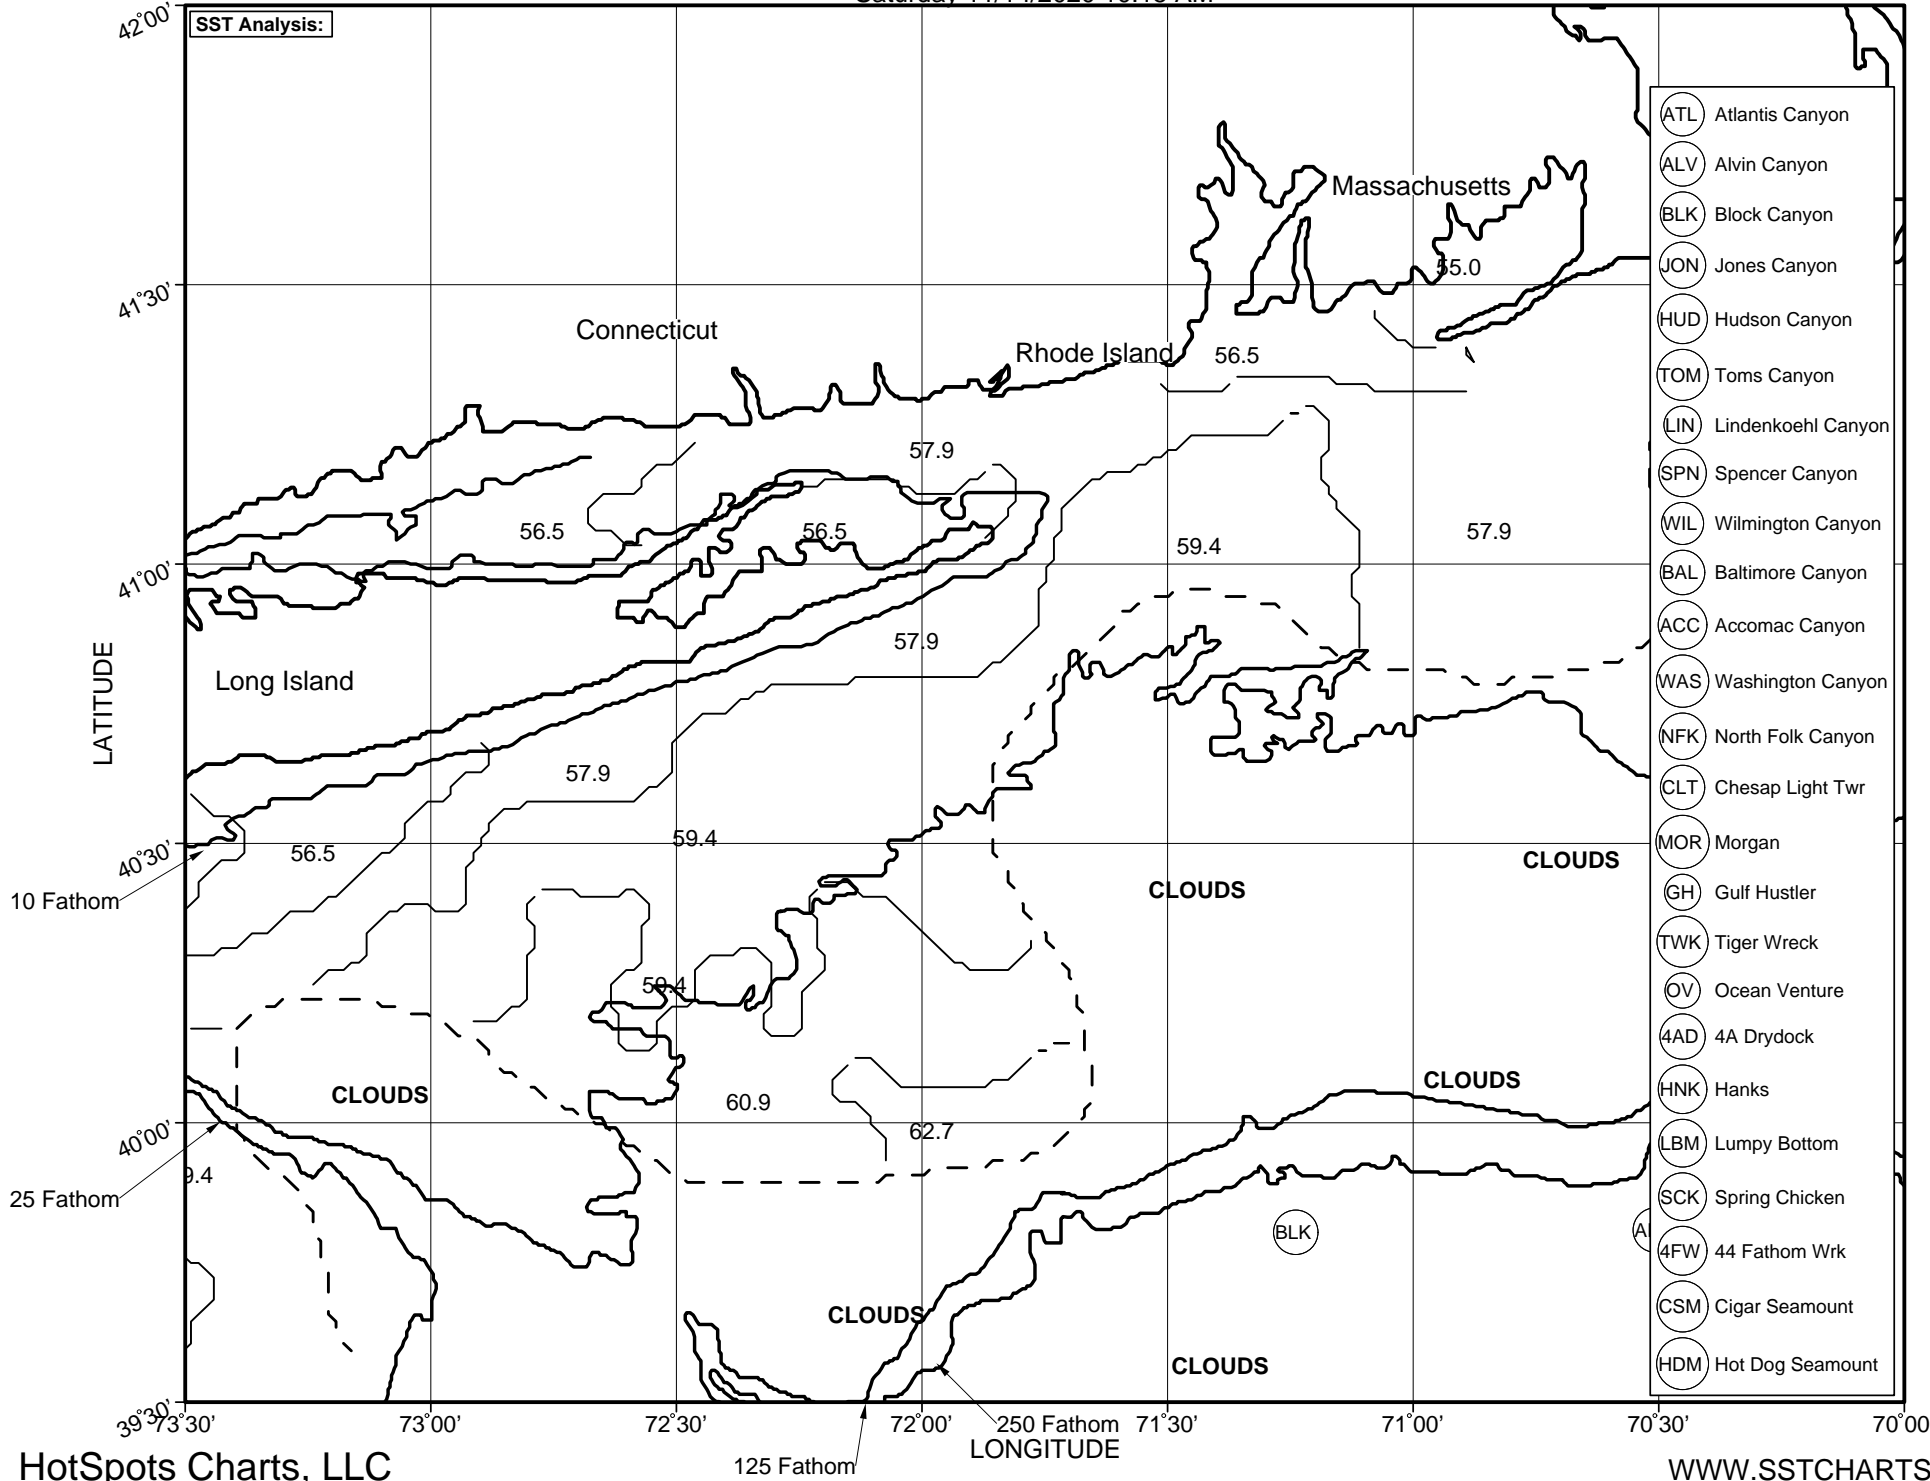 SST Analysis:
42°00'
41°30'
41°00'
40°30'
40°00'
39°30'
LATITUDE
Massachusetts
55.0
Connecticut
Rhode Island
56.5
57.9
56.5
56.5
59.4
57.9
57.9
Long Island
57.9
59.4
56.5
CLOUDS
CLOUDS
10 Fathom
59.4
CLOUDS
60.9
CLOUDS
62.7
9.4
25 Fathom
BLK
CLOUDS
CLOUDS
ATL Atlantis Canyon
ALV Alvin Canyon
BLK Block Canyon
JON Jones Canyon
HUD Hudson Canyon
TOM Toms Canyon
LIN Lindenkoehl Canyon
SPN Spencer Canyon
WIL Wilmington Canyon
BAL Baltimore Canyon
ACC Accomac Canyon
WAS Washington Canyon
NFK North Folk Canyon
CLT Chesap Light Twr
MOR Morgan
GH Gulf Hustler
TWK Tiger Wreck
OV Ocean Venture
4AD 4A Drydock
HNK Hanks
LBM Lumpy Bottom
SCK Spring Chicken
4FW 44 Fathom Wrk
CSM Cigar Seamount
HDM Hot Dog Seamount
73°30' 73°00' 72°30' 72°00' 71°30' 71°00' 70°30' 70°00'
250 Fathom
LONGITUDE
125 Fathom
HotSpots Charts, LLC
WWW.SSTCHARTS